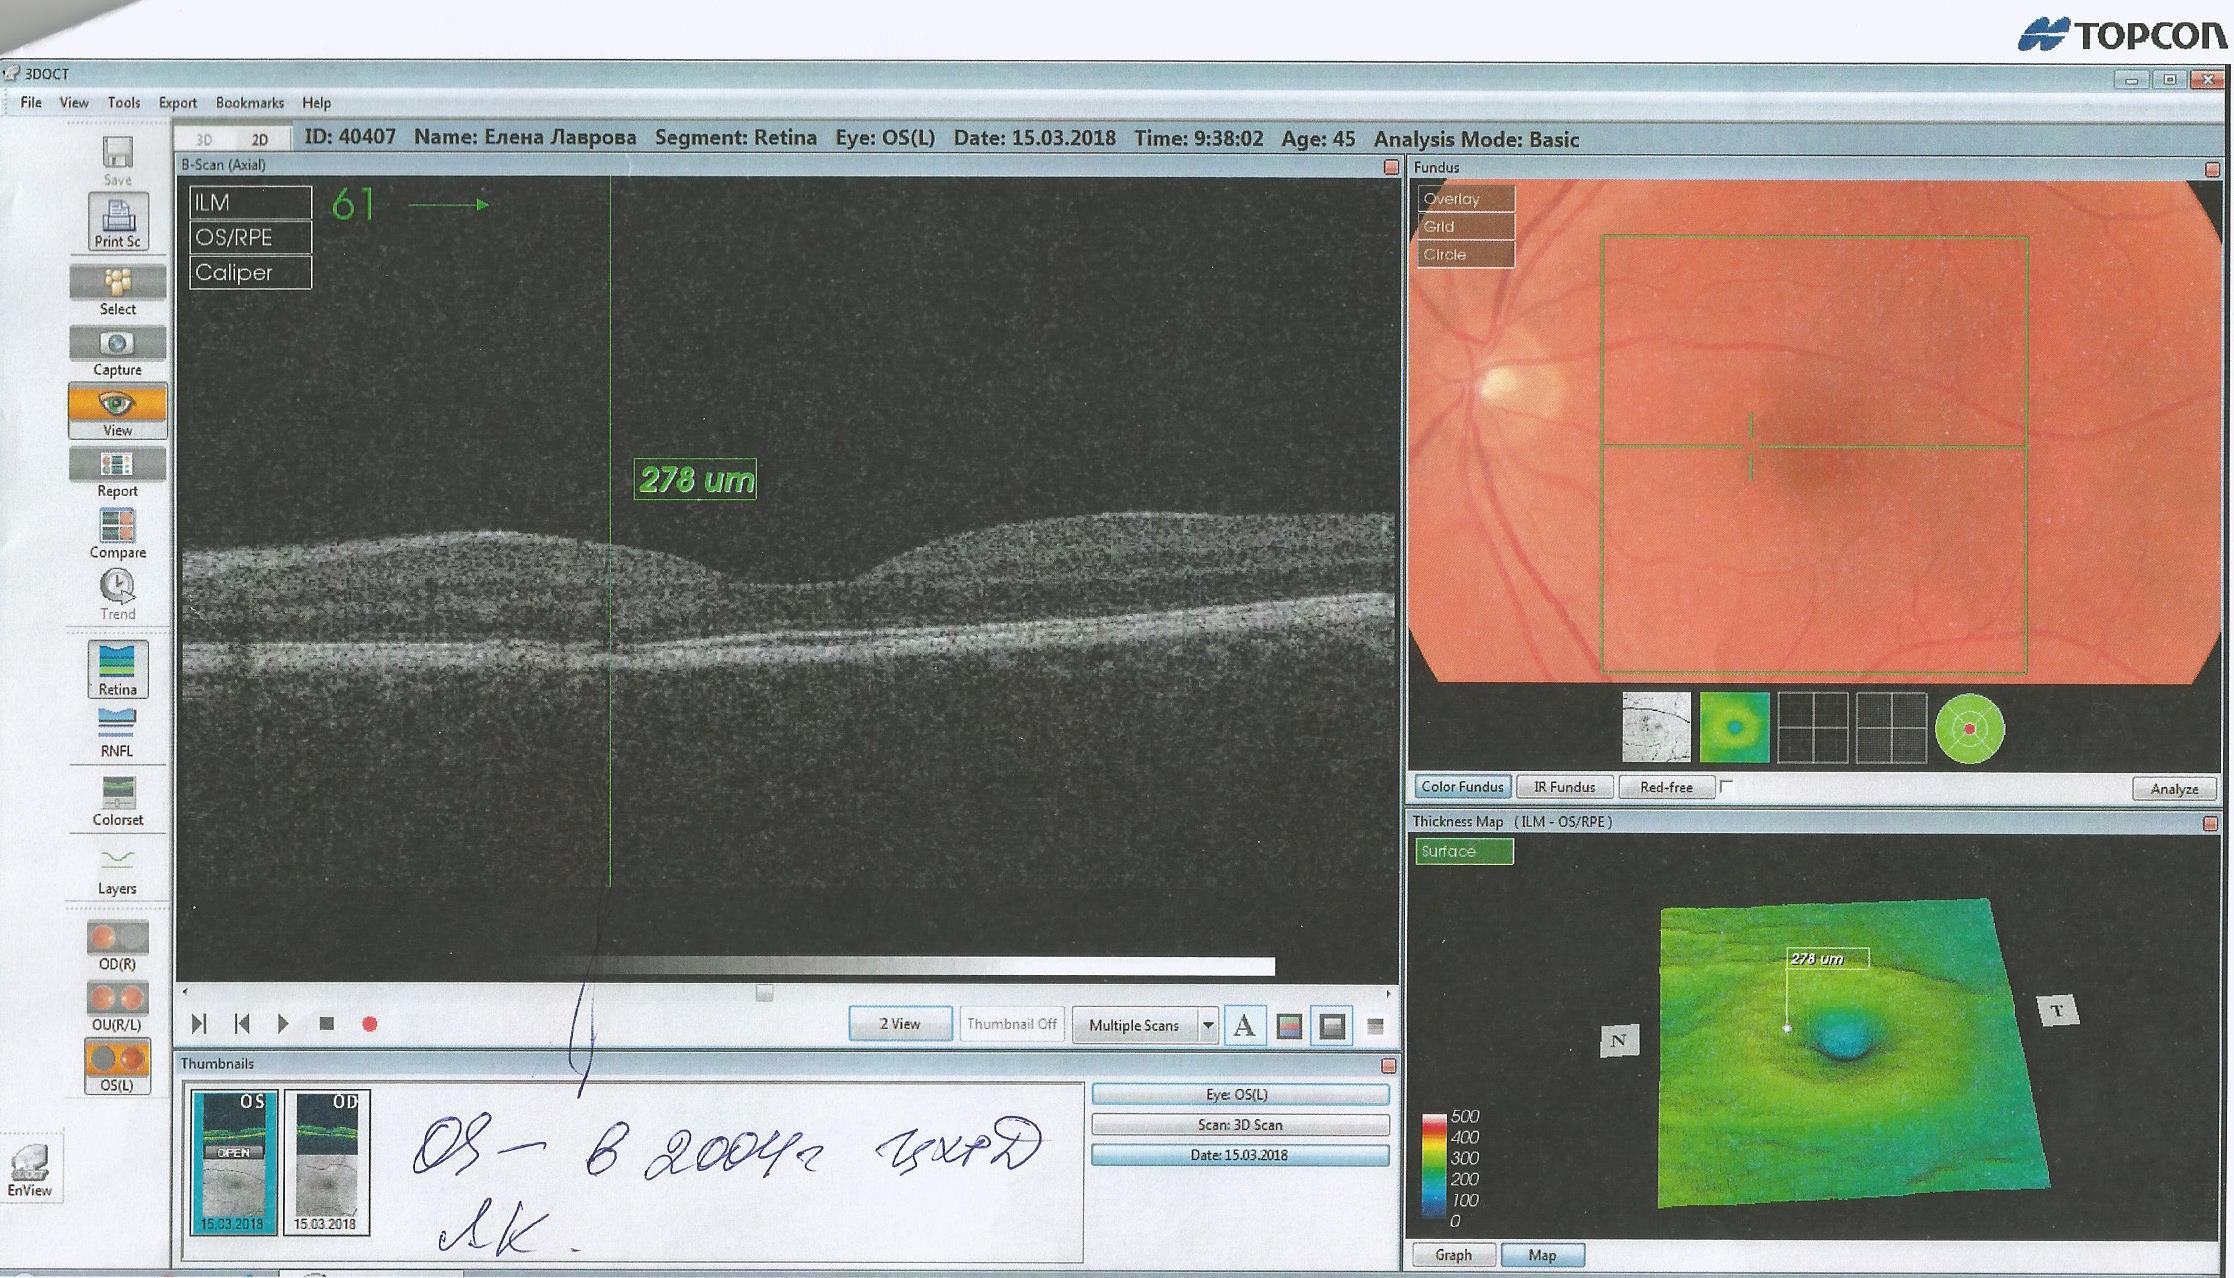 TOPCON
3DOCT
File View Tools Export Bookmarks Help
3D 2D ID: 40407 Name: Елена Лаврова Segment: Retina Eye: OS(L) Date: 15.03.2018 Time: 9:38:02 Age: 45 Analysis Mode: Basic
B-Scan (Axial)
ILM
61
OS/RPE
Caliper
278 um
Save
Print Sc
Select
Capture
View
Report
Compare
Trend
Retina
RNFL
Colorset
Layers
OD(R)
OU(R/L)
OS(L)
EnView
2 View Thumbnail Off Multiple Scans A
Thumbnails
OS
OPEN
15.03.2018
OD
15.03.2018
OS - в 2004г ЦХРД
ЛК.
Eye: OS(L)
Scan: 3D Scan
Date: 15.03.2018
Fundus
Overlay
Grid
Circle
Color Fundus IR Fundus Red-free Analyze
Thickness Map (ILM - OS/RPE)
Surface
278 um
N
T
500
400
300
200
100
0
Graph Map